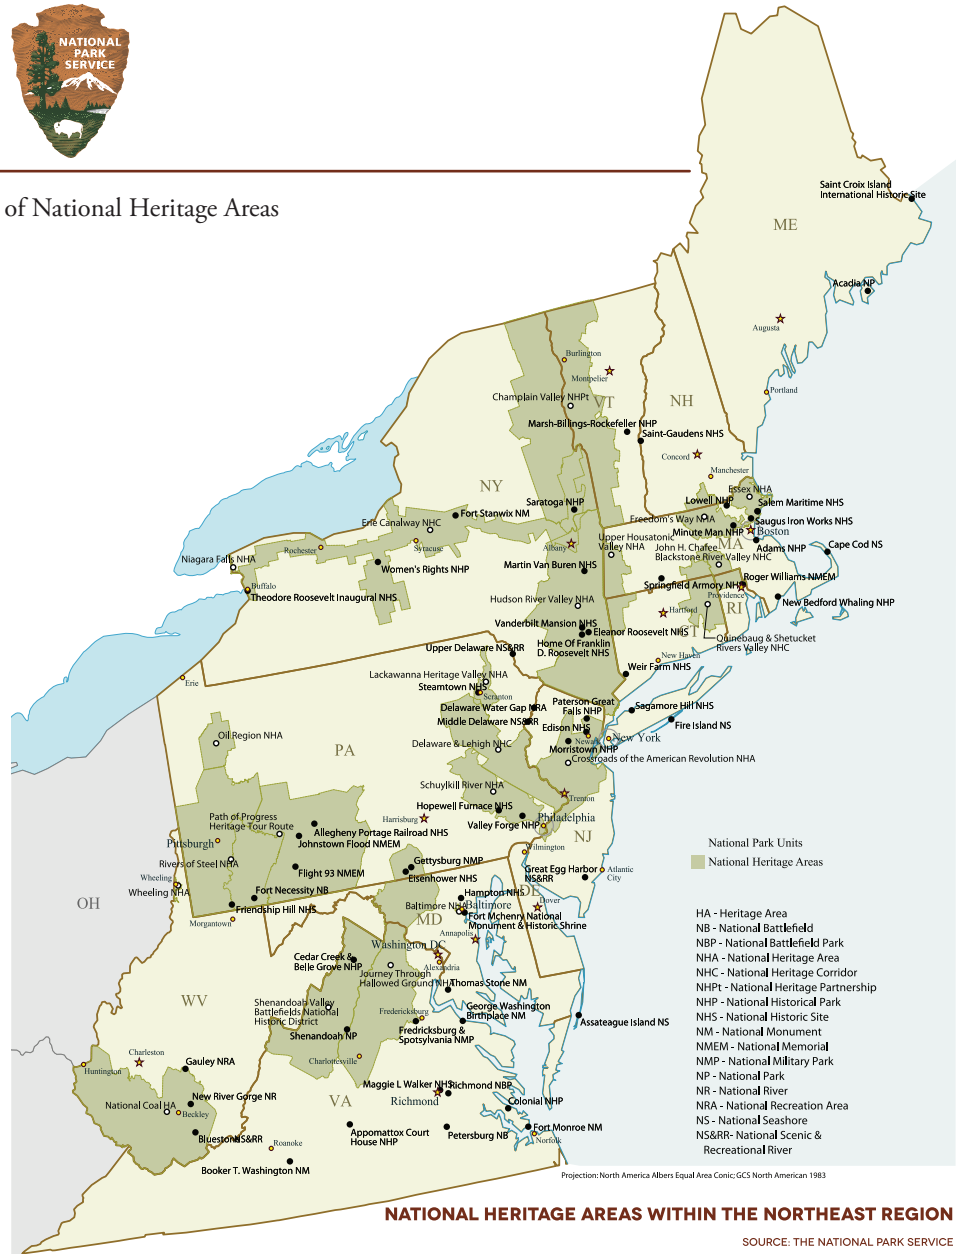 NATIONAL
PARK
SERVICE
of National Heritage Areas
Saint Croix Island
International Historic Site
ME
Acadia NP
Augusta
Portland
Burlington
Montpelier
Champlain Valley NHPt
VT
NH
Marsh-Billings-Rockefeller NHP
Saint-Gaudens NHS
Concord
Manchester
NY
Essex NHA
Lowell NHP
Salem Maritime NHS
Saratoga NHP
Fort Stanwix NM
Erie Canalway NHC
Freedom's Way NHA
Saugus Iron Works NHS
Minute Man NHP
Boston
Upper Housatonic
Valley NHA
Rochester
Syracuse
Albany
John H. Chafee
Blackstone River Valley NHC
MA
Adams NHP
Cape Cod NS
Niagara Falls NHA
Women's Rights NHP
Martin Van Buren NHS
Springfield Armory NHS
Roger Williams NMEM
Buffalo
Theodore Roosevelt Inaugural NHS
Hudson River Valley NHA
Providence
New Bedford Whaling NHP
Hartford
RI
CT
Vanderbilt Mansion NHS
Eleanor Roosevelt NHS
Home Of Franklin
D. Roosevelt NHS
Quinebaug & Shetucket
Rivers Valley NHC
Upper Delaware NS&RR
New Haven
Weir Farm NHS
Erie
Lackawanna Heritage Valley NHA
Steamtown NHS
Scranton
Delaware Water Gap NRA
Paterson Great
Falls NHP
Sagamore Hill NHS
Middle Delaware NS&RR
Fire Island NS
Edison NHS
Oil Region NHA
PA
Delaware & Lehigh NHC
Newark
New York
Morristown NHP
Crossroads of the American Revolution NHA
Schuylkill River NHA
Trenton
Hopewell Furnace NHS
Path of Progress
Heritage Tour Route
Harrisburg
Valley Forge NHP
Philadelphia
Allegheny Portage Railroad NHS
Johnstown Flood NMEM
NJ
Pittsburgh
Wilmington
Rivers of Steel NHA
Gettysburg NMP
Flight 93 NMEM
Eisenhower NHS
Great Egg Harbor
NS&RR
Atlantic
City
Wheeling
Wheeling NHA
Fort Necessity NB
DE
Hampton NHS
OH
Friendship Hill NHS
Baltimore NHA
Baltimore
Dover
Morgantown
MD
Fort Mchenry National
Monument & Historic Shrine
Annapolis
Washington DC
Cedar Creek &
Belle Grove NHP
Alexandria
Journey Through
Hallowed Ground NHA
Thomas Stone NM
WV
Shenandoah Valley
Battlefields National
Historic District
George Washington
Birthplace NM
Fredericksburg
Assateague Island NS
Fredericksburg &
Spotsylvania NMP
Shenandoah NP
Charleston
Charlottesville
Huntington
Gauley NRA
Maggie L Walker NHS
Richmond NBP
New River Gorge NR
National Coal HA
VA
Richmond
Beckley
Colonial NHP
Bluestone NS&RR
Appomattox Court
House NHP
Petersburg NB
Fort Monroe NM
Norfolk
Roanoke
Booker T. Washington NM
National Park Units
National Heritage Areas
HA - Heritage Area
NB - National Battlefield
NBP - National Battlefield Park
NHA - National Heritage Area
NHC - National Heritage Corridor
NHPt - National Heritage Partnership
NHP - National Historical Park
NHS - National Historic Site
NM - National Monument
NMEM - National Memorial
NMP - National Military Park
NP - National Park
NR - National River
NRA - National Recreation Area
NS - National Seashore
NS&RR- National Scenic &
Recreational River
Projection: North America Albers Equal Area Conic; GCS North American 1983
NATIONAL HERITAGE AREAS WITHIN THE NORTHEAST REGION
SOURCE: THE NATIONAL PARK SERVICE